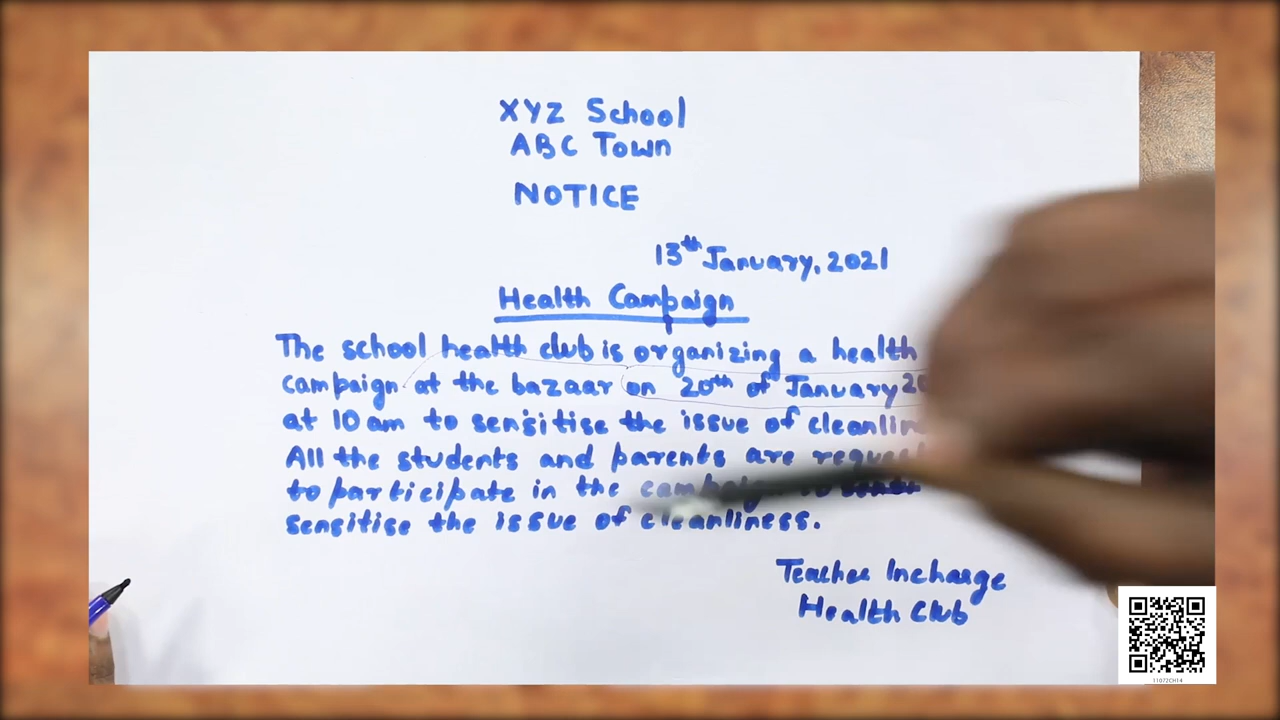 XYZ School
ABC Town
NOTICE
13th January, 2021
Health Campaign
The school health club is organizing a health
campaign at the bazaar on 20th of January
at 10 am to sensitise the issue of
All the students and parents are
to participate in the
sensitise the issue of cleanliness.
Teacher Incharge
Health Club
11072CH14